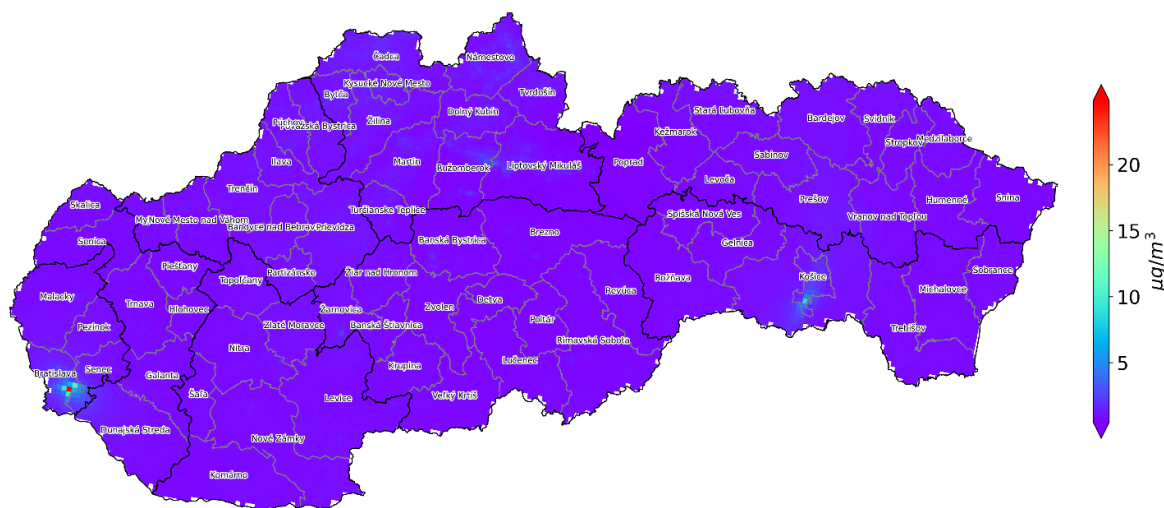 Čadca
Námestovo
Kysucké Nové Mesto
Bytča
Tvrdošín
Dolný Kubín
Stará Ľubovňa
Bardejov
Svidník
Púchov
Považská Bystrica
Žilina
Kežmarok
Stropkov
Medzilaborce
Ilava
Martin
Ružomberok
Liptovský Mikuláš
Poprad
Sabinov
Levoča
Trenčín
Prešov
Humenné
Snina
Skalica
Turčianske Teplice
Spišská Nová Ves
Vranov nad Topľou
Nové Mesto nad Váhom
Bánovce nad Bebravou
Prievidza
Brezno
Senica
Banská Bystrica
Gelnica
Piešťany
Partizánske
Žiar nad Hronom
Rožňava
Košice
Sobrance
Topoľčany
Michalovce
Malacky
Trnava
Hlohovec
Žarnovica
Zvolen
Detva
Revúca
Pezinok
Zlaté Moravce
Banská Štiavnica
Poltár
Trebišov
Nitra
Rimavská Sobota
Bratislava
Senec
Galanta
Krupina
Lučenec
Šaľa
Levice
Veľký Krtíš
Dunajská Streda
Nové Zámky
Komárno
20
15
10
5
μg/m³